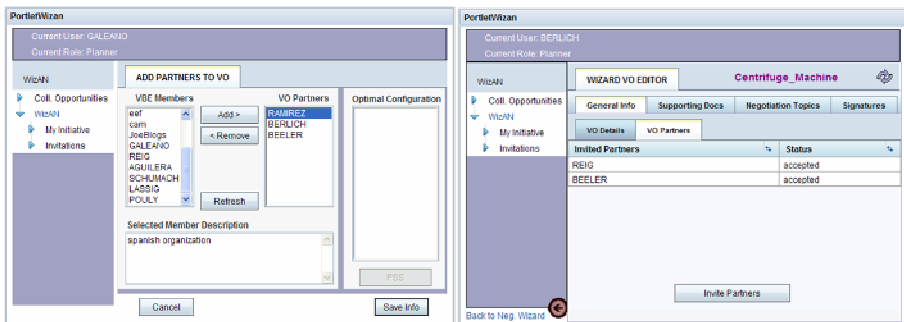 PortletWizan
Current User: GALEANO
Current Role: Planner
WizAN
Coll. Opportunities
WizAN
My Initiative
Invitations
ADD PARTNERS TO VO
VBE Members
eef
cam
JoeBlogs
GALEANO
REIG
AGUILERA
SCHUMACH
LASSIG
POULY
Add >
< Remove
Refresh
VO Partners
RAMIREZ
BERLICH
BEELER
Optimal Configuration
Selected Member Description
spanish organization
PSS
Cancel
Save Info
PortletWizan
Current User: BERLICH
Current Role: Planner
WizAN
Coll. Opportunities
WizAN
My Initiative
Invitations
Back to Neg. Wizard
WIZARD VO EDITOR
Centrifuge_Machine
General Info
Supporting Docs
Negotiation Topics
Signatures
VO Details
VO Partners
Invited Partners
Status
REIG
accepted
BEELER
accepted
Invite Partners